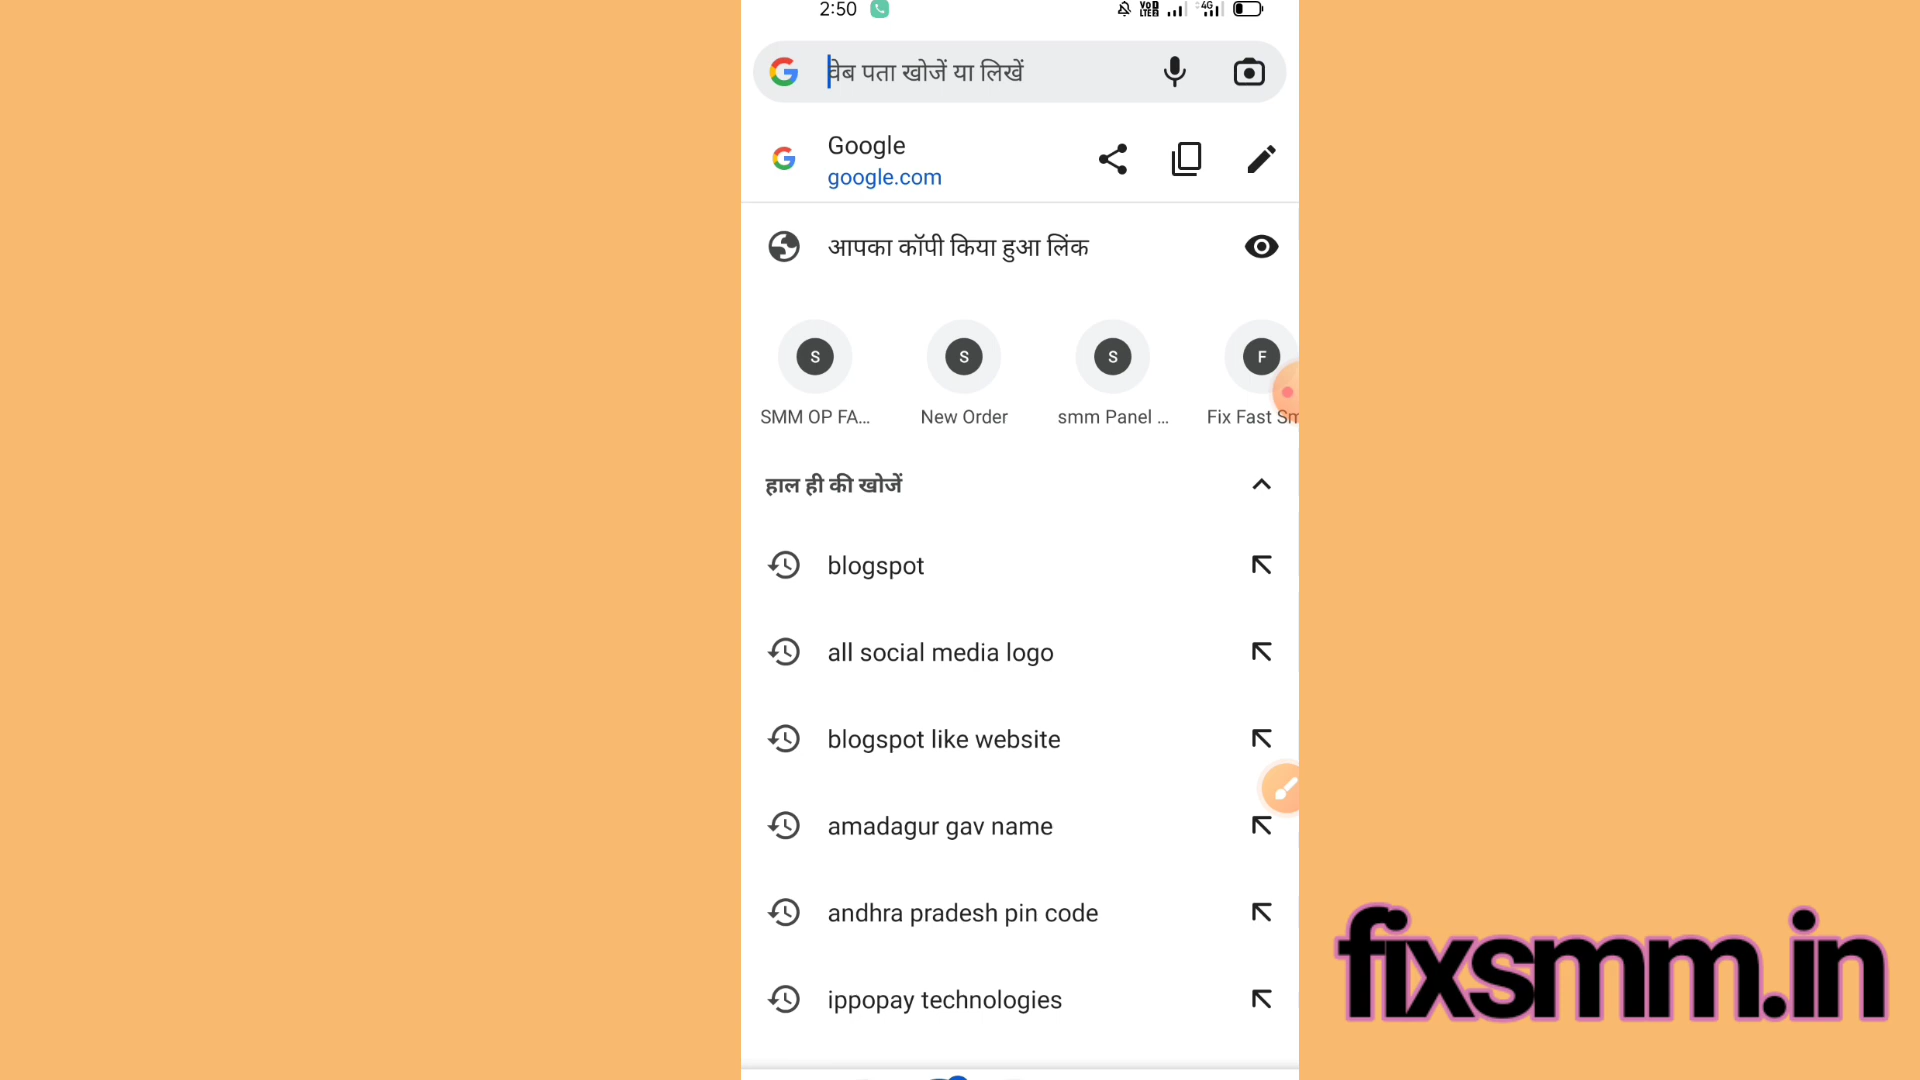 2:50
4G
वेब पता खोजें या लिखें
Google
google.com
आपका कॉपी किया हुआ लिंक
S S S F
SMM OP FA... New Order smm Panel ... Fix Fast Sm
हाल ही की खोजें
blogspot
all social media logo
blogspot like website
amadagur gav name
andhra pradesh pin code
ippopay technologies
fixsmm.in